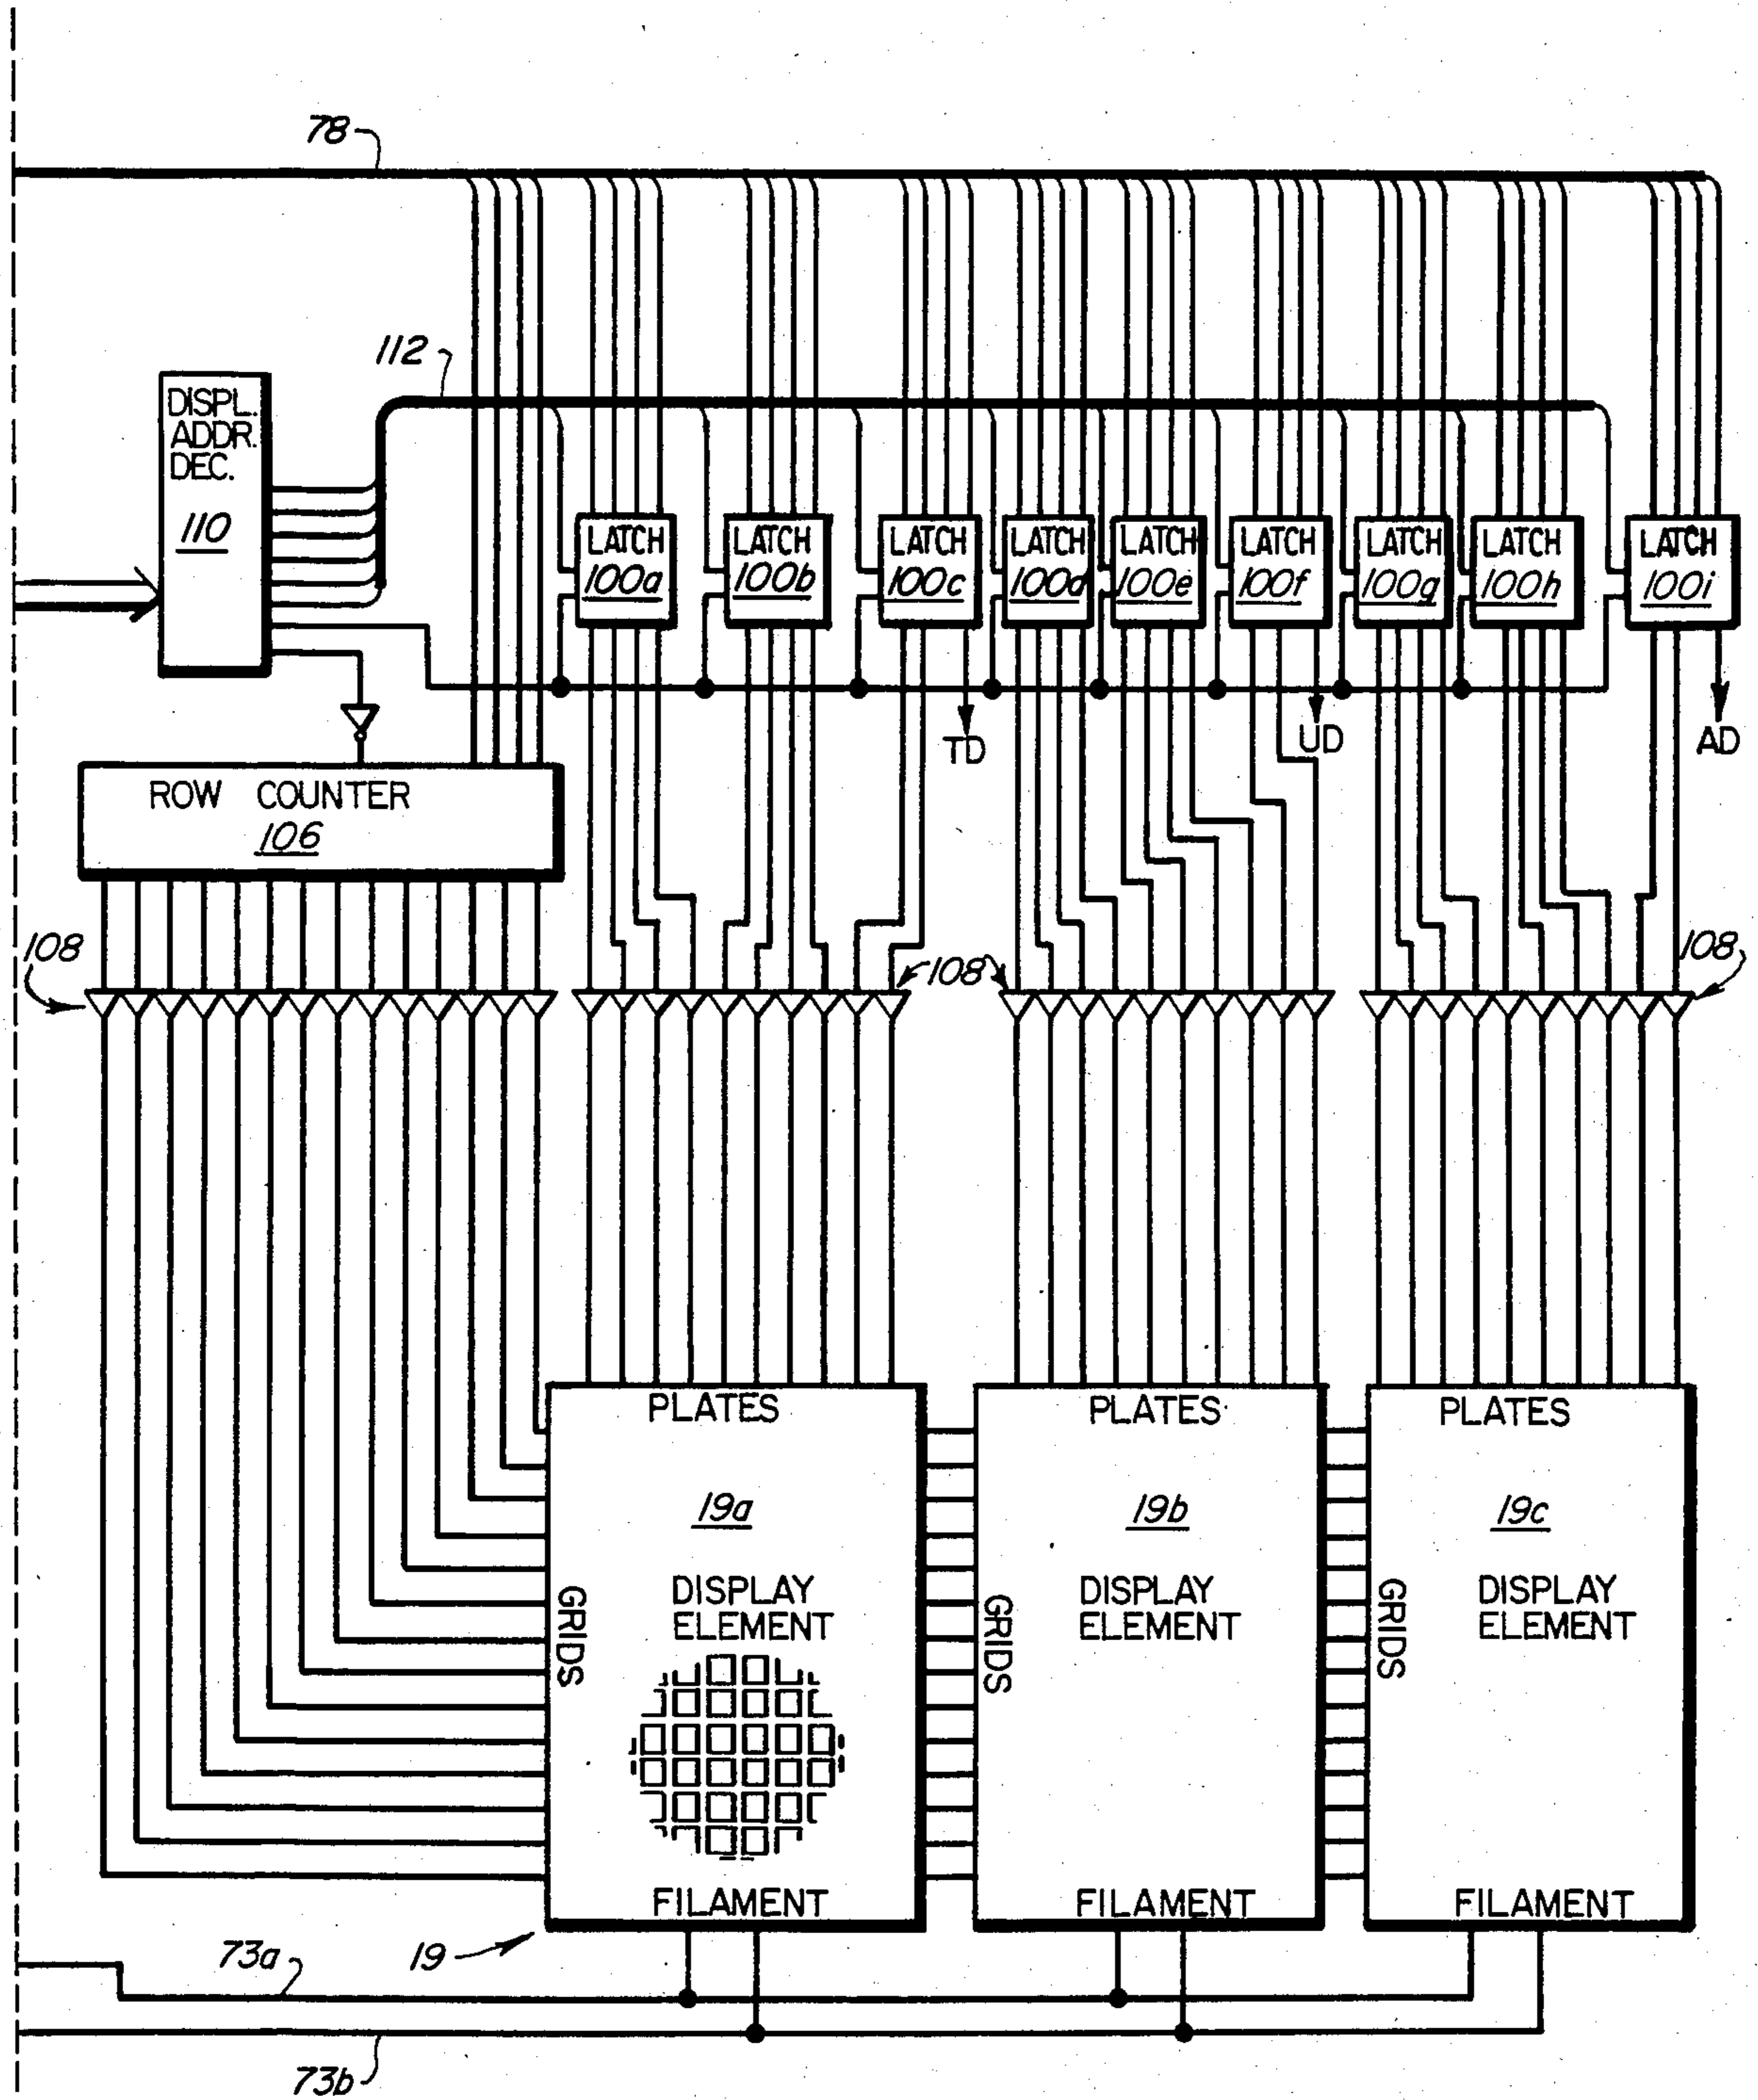 78
112
DISPL.
ADDR.
DEC.
110
LATCH
100a
LATCH
100b
LATCH
100c
LATCH
100d
LATCH
100e
LATCH
100f
LATCH
100g
LATCH
100h
LATCH
100i
TD
UD
AD
ROW COUNTER
106
108
108
108
PLATES
PLATES
PLATES
19a
19b
19c
DISPLAY
ELEMENT
DISPLAY
ELEMENT
DISPLAY
ELEMENT
GRIDS
GRIDS
GRIDS
FILAMENT
FILAMENT
FILAMENT
19
73a
73b